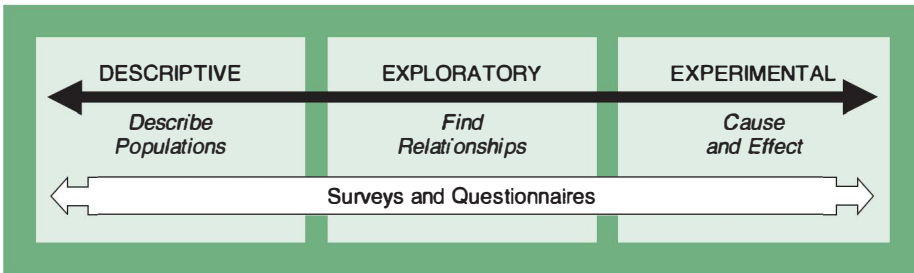 DESCRIPTIVE EXPLORATORY EXPERIMENTAL
Describe Populations
Find Relationships
Cause and Effect
Surveys and Questionnaires